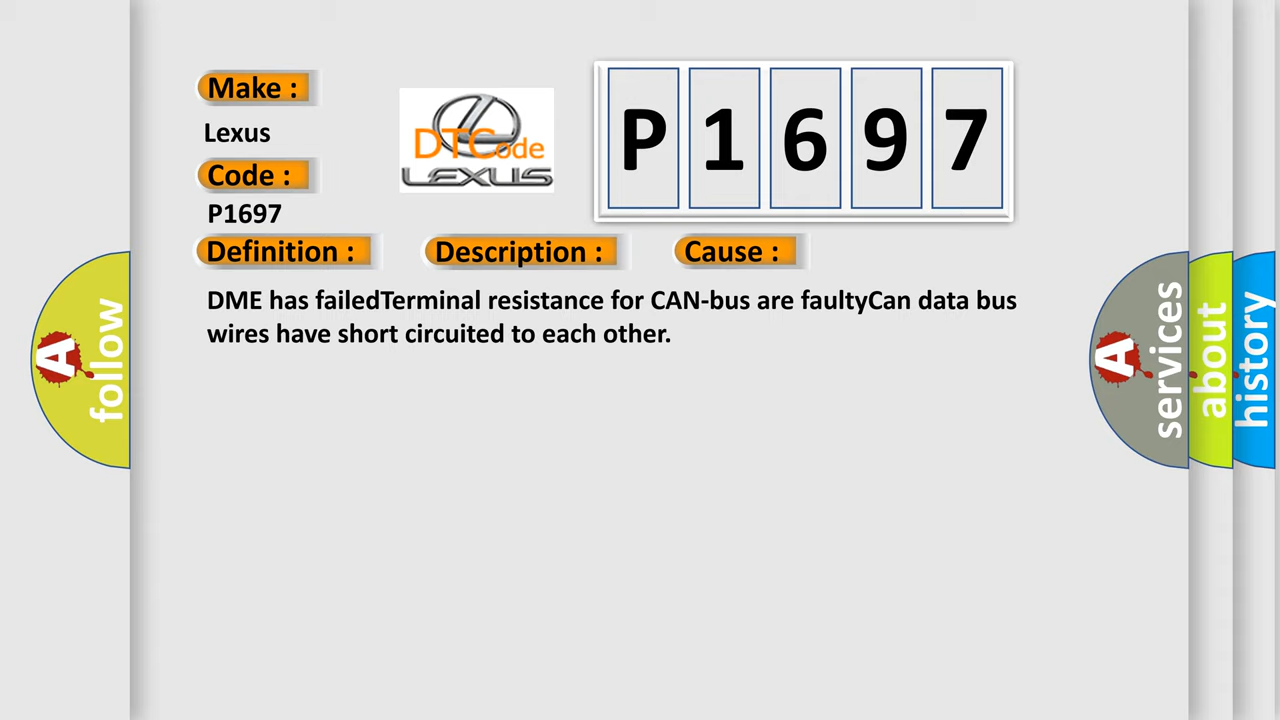 Make :
Lexus
Code :
P1697
DTCode
LEXUS
P 1 6 9 7
Definition :
Description :
Cause :
DME has failedTerminal resistance for CAN-bus are faultyCan data bus
wires have short circuited to each other.
A
follow
A
services
about
history